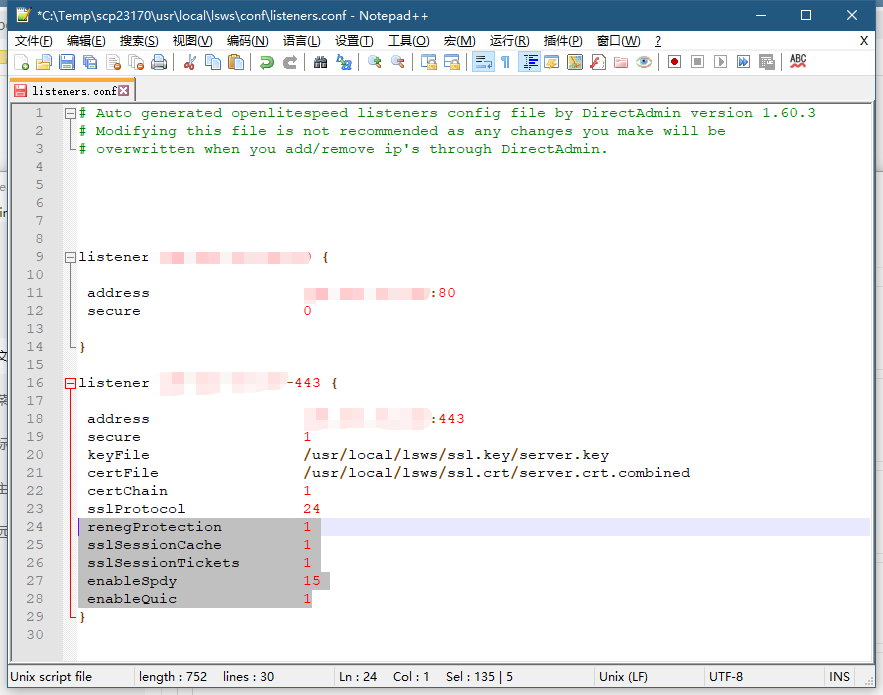 *C:\Temp\scp23170\usr\local\lsws\conf\listeners.conf - Notepad++
文件(F) 编辑(E) 搜索(S) 视图(V) 编码(N) 语言(L) 设置(T) 工具(O) 宏(M) 运行(R) 插件(P) 窗口(W) ? X
ABC
listeners.conf
1 # Auto generated openlitespeed listeners config file by DirectAdmin version 1.60.3
2 # Modifying this file is not recommended as any changes you make will be
3 # overwritten when you add/remove ip's through DirectAdmin.
4
5
6
7
8
9 listener {
10
11 address :80
12 secure 0
13
14 }
15
16 listener -443 {
17
18 address :443
19 secure 1
20 keyFile /usr/local/lsws/ssl.key/server.key
21 certFile /usr/local/lsws/ssl.crt/server.crt.combined
22 certChain 1
23 sslProtocol 24
24 renegProtection 1
25 sslSessionCache 1
26 sslSessionTickets 1
27 enableSpdy 15
28 enableQuic 1
29 }
30
Unix script file length : 752 lines : 30 Ln : 24 Col : 1 Sel : 135 | 5 Unix (LF) UTF-8 INS